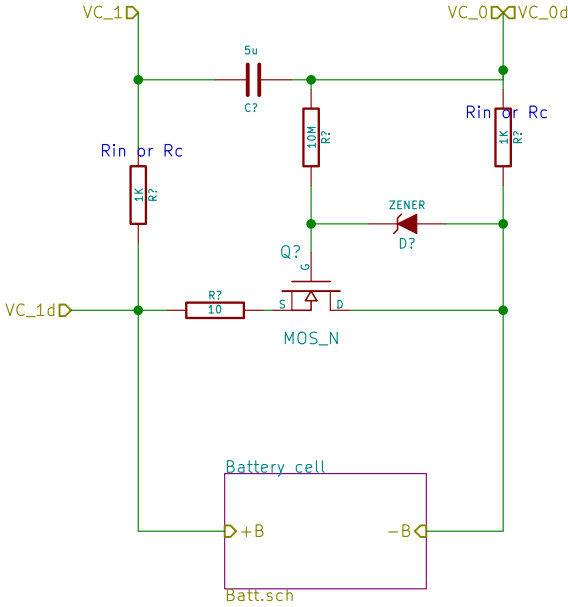 VC_1
VC_0 VC_0d
5u
C?
Rin or Rc
10M
R?
1K
R?
Rin or Rc
1K
R?
ZENER
D?
Q?
G
VC_1d
R?
10
S
D
MOS_N
Battery cell
+B
-B
Batt.sch